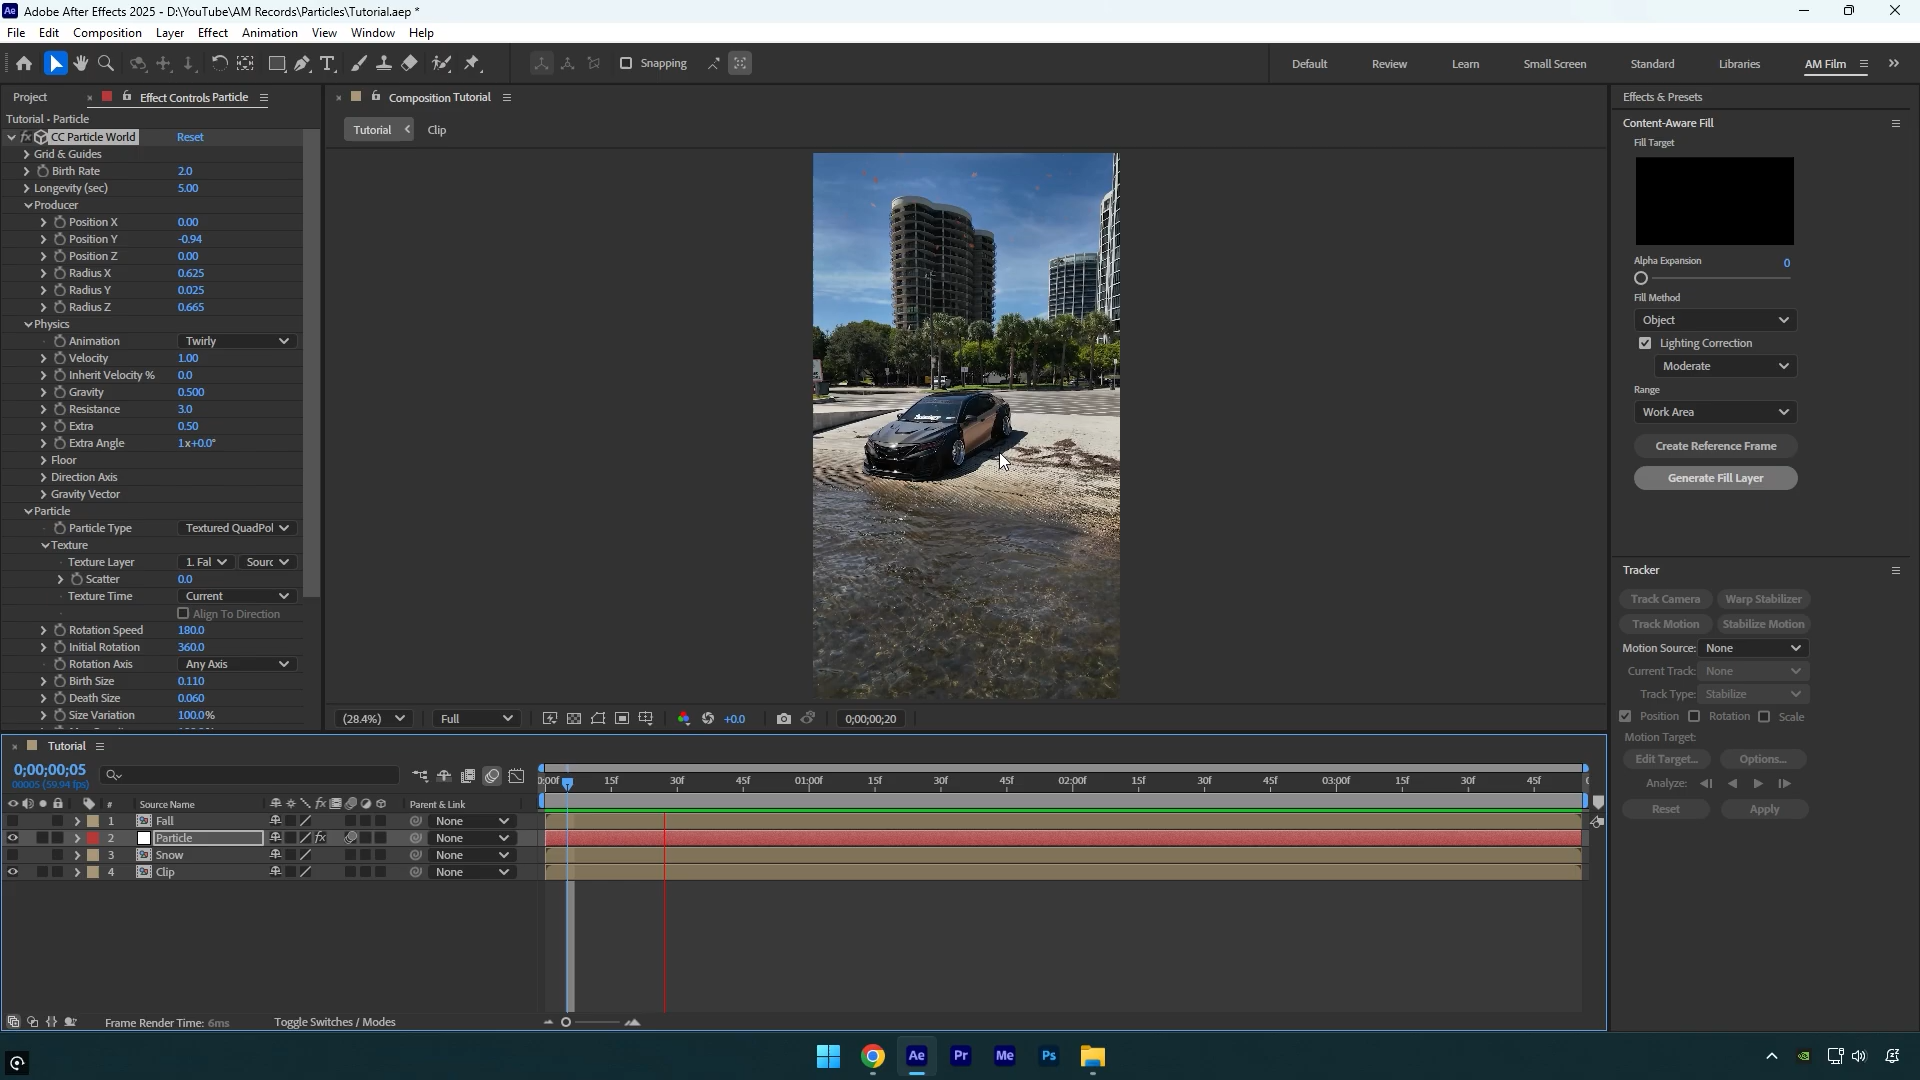 Adobe After Effects 2025 - D:\YouTube\AM Records\Particles\Tutorial.aep *
File Edit Composition Layer Effect Animation View Window Help
Snapping
Default Review Learn Small Screen Standard Libraries AM Film
Project
Effect Controls Particle
Tutorial - Particle
CC Particle World Reset
Grid & Guides
Birth Rate 2.0
Longevity (sec) 5.00
Producer
Position X 0.00
Position Y -0.94
Position Z 0.00
Radius X 0.625
Radius Y 0.025
Radius Z 0.665
Physics
Animation Twirly
Velocity 1.00
Inherit Velocity % 0.0
Gravity 0.500
Resistance 3.0
Extra 0.50
Extra Angle 1x+0.0°
Floor
Direction Axis
Gravity Vector
Particle
Particle Type Textured QuadPol
Texture
Texture Layer 1. Fal Sourc
Scatter 0.0
Texture Time Current
Align To Direction
Rotation Speed 180.0
Initial Rotation 360.0
Rotation Axis Any Axis
Birth Size 0.110
Death Size 0.060
Size Variation 100.0%
Composition Tutorial
Tutorial Clip
(28.4%) Full +0.0 0;00;00;20
Effects & Presets
Content-Aware Fill
Fill Target
Alpha Expansion 0
Fill Method
Object
Lighting Correction
Moderate
Range
Work Area
Create Reference Frame
Generate Fill Layer
Tracker
Track Camera Warp Stabilizer
Track Motion Stabilize Motion
Motion Source: None
Current Track: None
Track Type: Stabilize
Position Rotation Scale
Motion Target:
Edit Target... Options...
Analyze:
Reset Apply
Tutorial
0;00;00;05
00005 (59.94 fps)
0:00f 15f 30f 45f 01:00f 15f 30f 45f 02:00f 15f 30f 45f 03:00f 15f 30f 45f
# Source Name fx Parent & Link
1 Fall None
2 Particle fx None
3 Snow None
4 Clip None
Frame Render Time: 6ms Toggle Switches / Modes
Ae Pr Me Ps